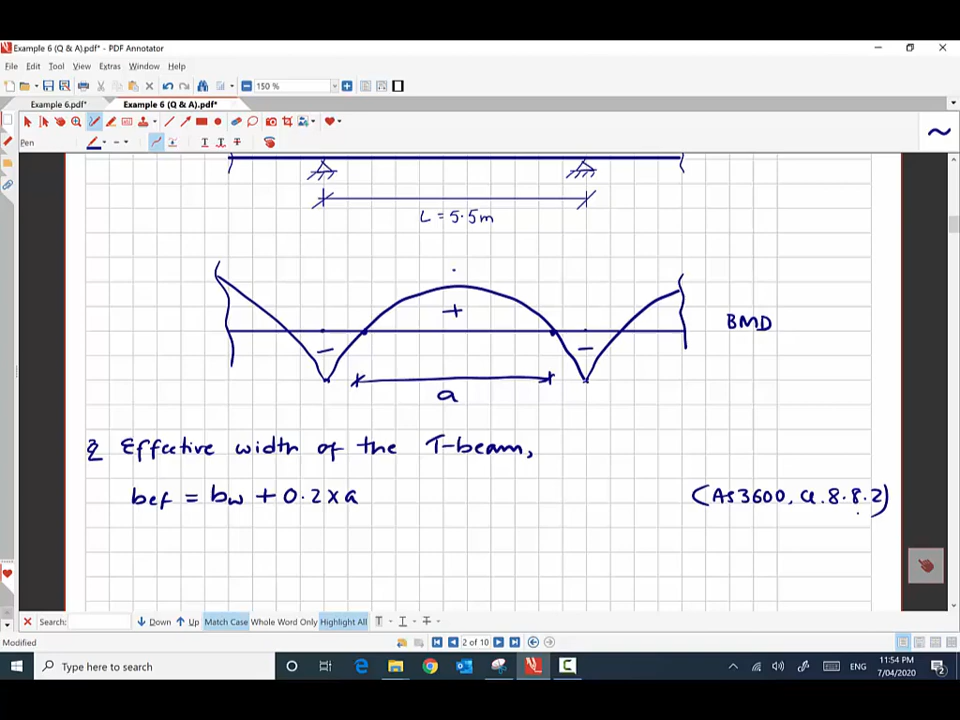 Example 6 (Q & A).pdf* - PDF Annotator
File Edit Tool View Extras Window Help
150 %
Example 6.pdf* Example 6 (Q & A).pdf*
Pen
L = 5.5m
+
− −
BMD
a
∴ Effective width of the T-beam,
bef = bw + 0.2 x a (AS3600, Cl. 8.8.2)
Search: Down Up Match Case Whole Word Only Highlight All
Modified 2 of 10
Type here to search ENG 11:54 PM
7/04/2020 2